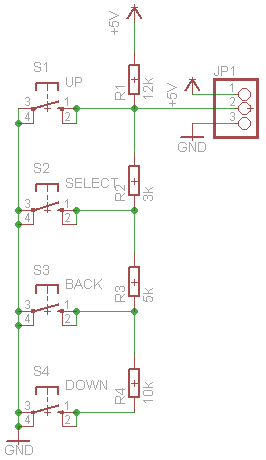 +5V
S1
UP
3 1
4 2
R1
12k
+5V
JP1
1
2
3
GND
S2
SELECT
3 1
4 2
R2
3k
S3
BACK
3 1
4 2
R3
5k
S4
DOWN
3 1
4 2
R4
10k
GND